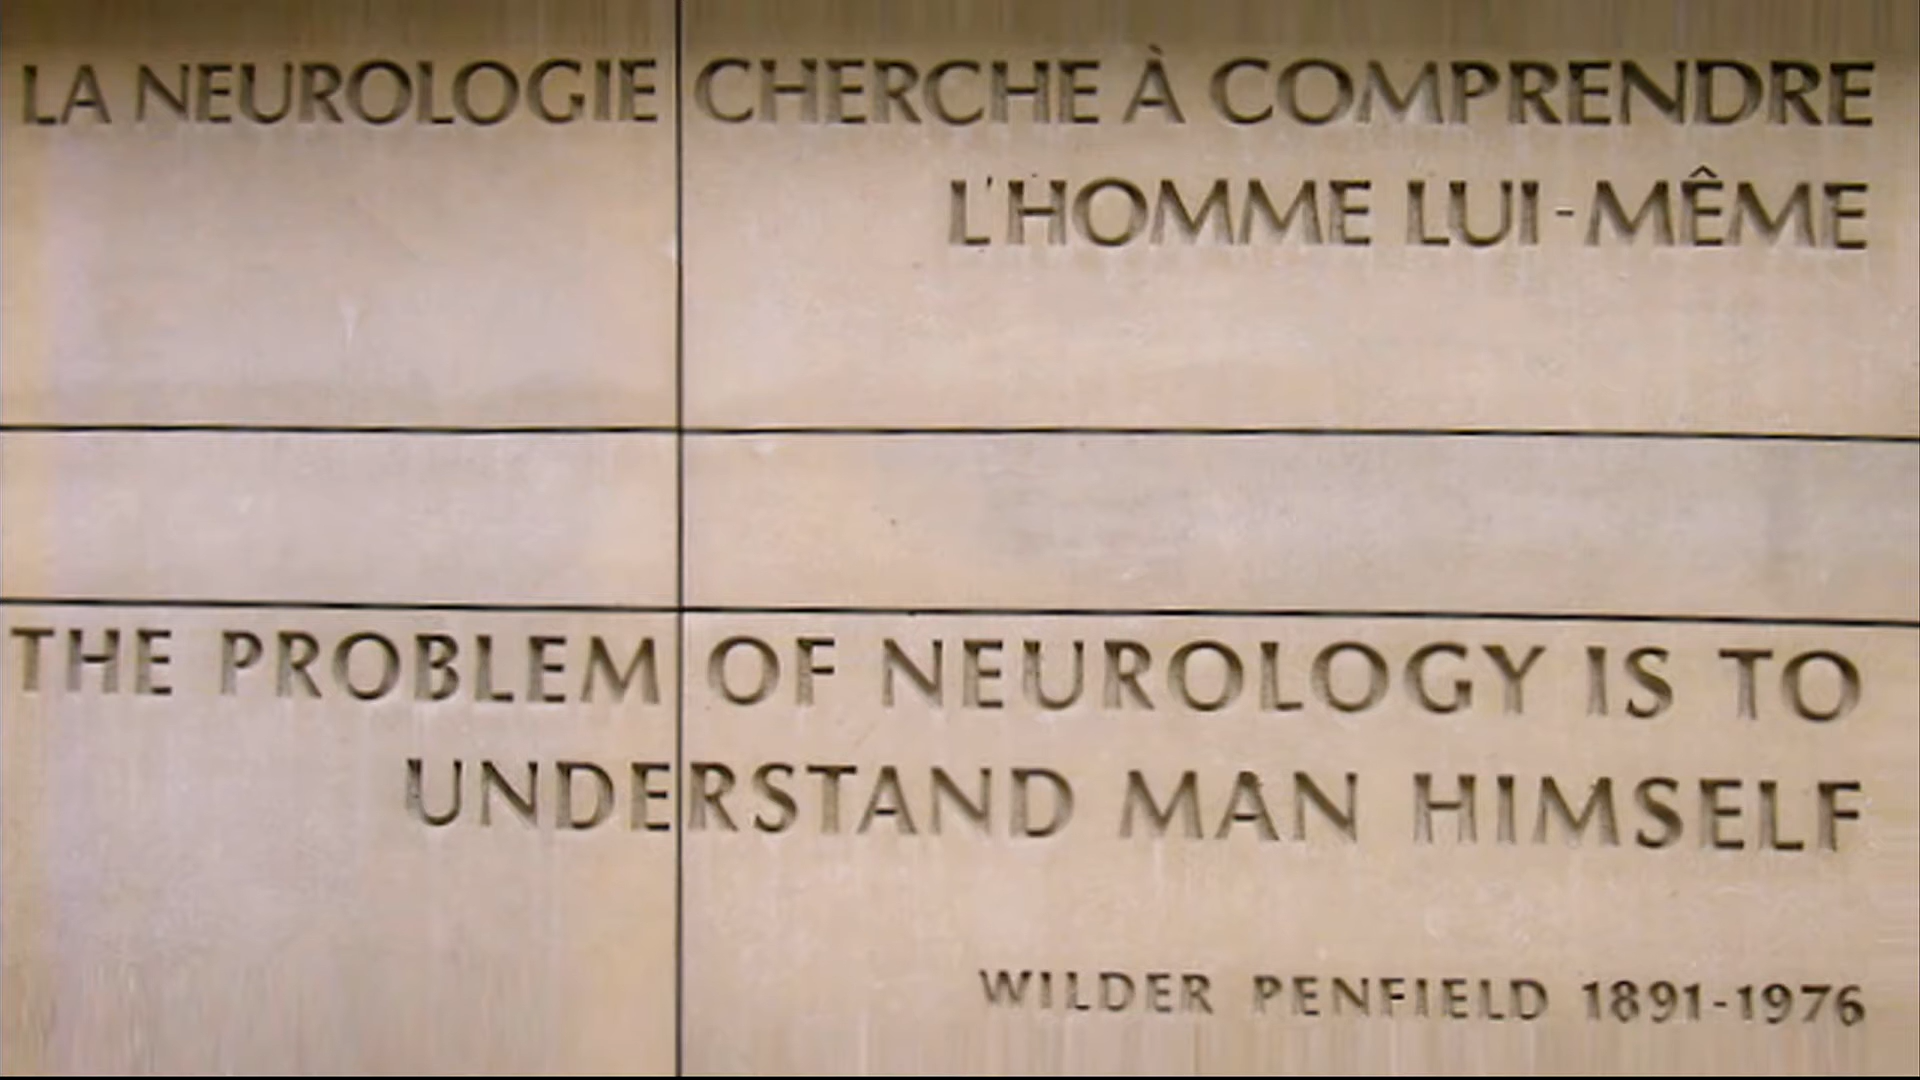 LA NEUROLOGIE CHERCHE À COMPRENDRE
L'HOMME LUI-MÊME
THE PROBLEM OF NEUROLOGY IS TO
UNDERSTAND MAN HIMSELF
WILDER PENFIELD 1891-1976